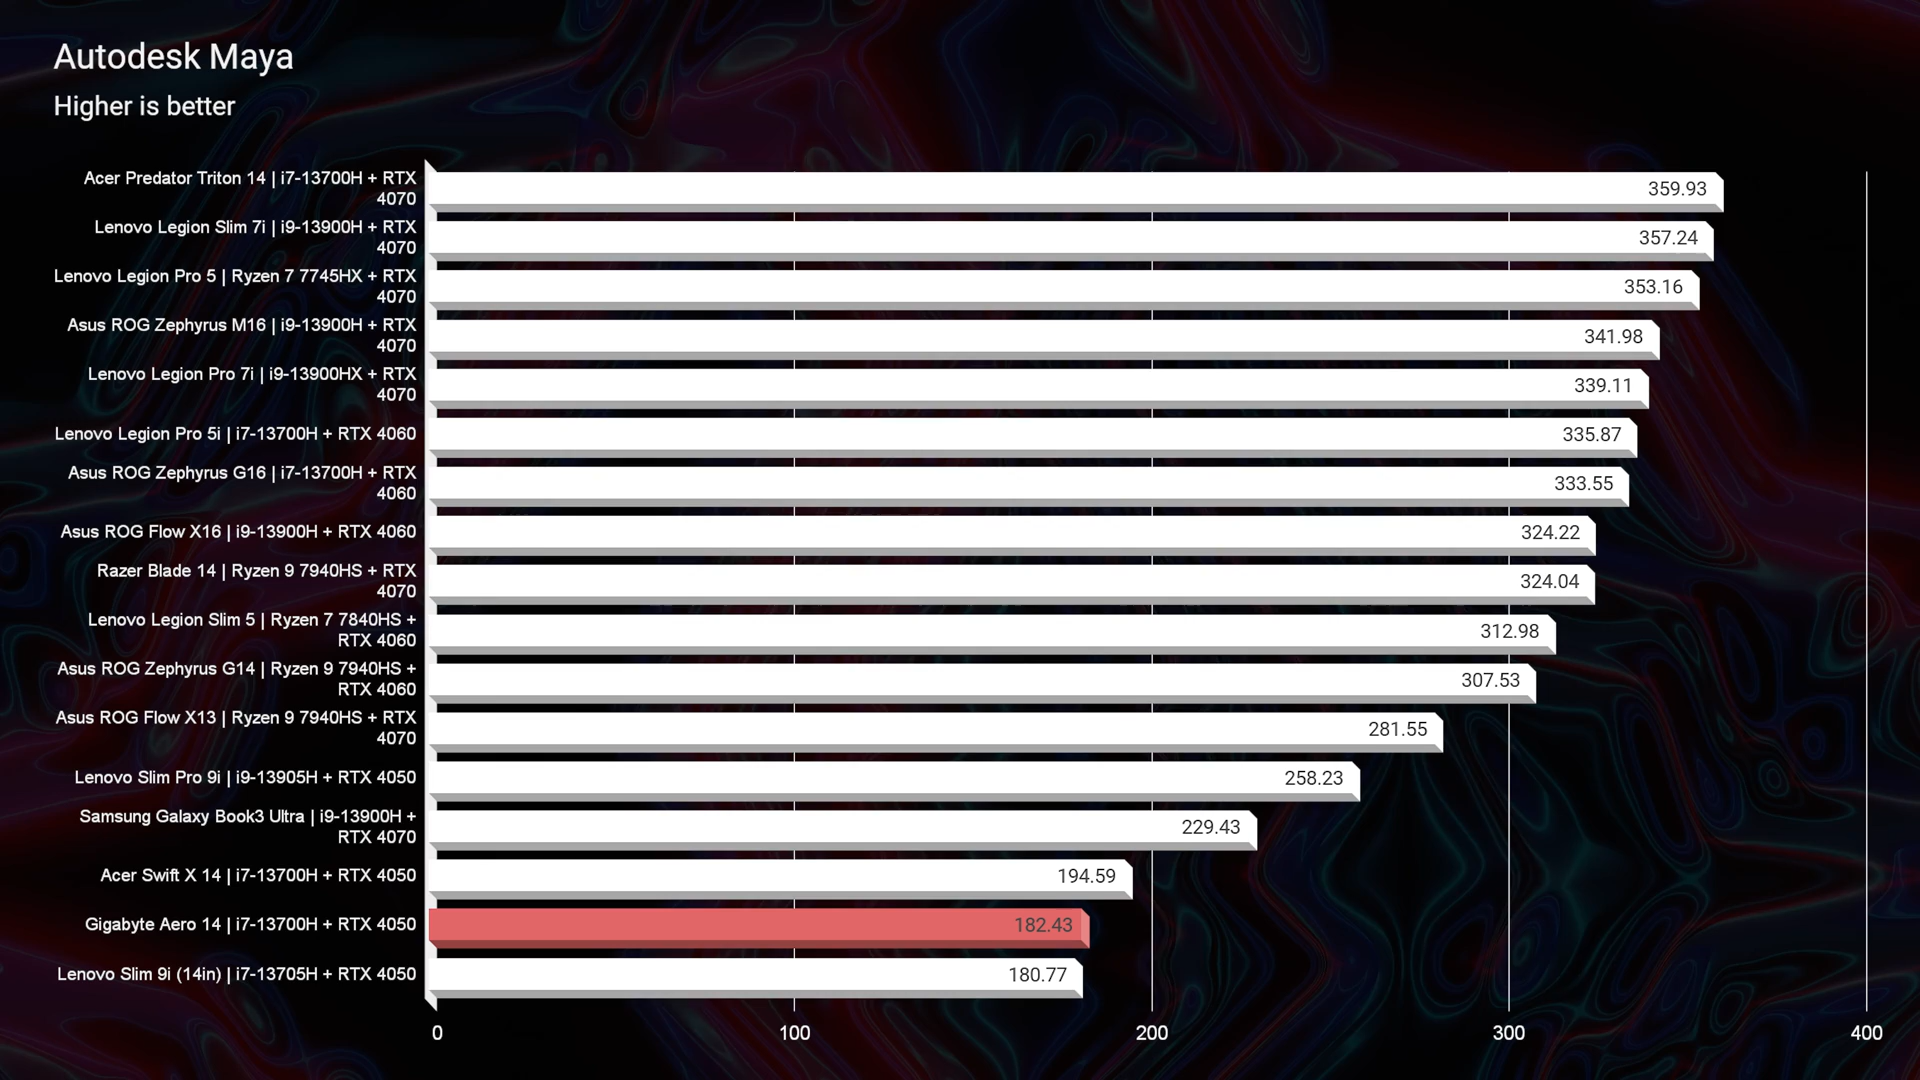 Autodesk Maya
Higher is better
Acer Predator Triton 14 | i7-13700H + RTX
4070
359.93
Lenovo Legion Slim 7i | i9-13900H + RTX
4070
357.24
Lenovo Legion Pro 5 | Ryzen 7 7745HX + RTX
4070
353.16
Asus ROG Zephyrus M16 | i9-13900H + RTX
4070
341.98
Lenovo Legion Pro 7i | i9-13900HX + RTX
4070
339.11
Lenovo Legion Pro 5i | i7-13700H + RTX 4060
335.87
Asus ROG Zephyrus G16 | i7-13700H + RTX
4060
333.55
Asus ROG Flow X16 | i9-13900H + RTX 4060
324.22
Razer Blade 14 | Ryzen 9 7940HS + RTX
4070
324.04
Lenovo Legion Slim 5 | Ryzen 7 7840HS +
RTX 4060
312.98
Asus ROG Zephyrus G14 | Ryzen 9 7940HS +
RTX 4060
307.53
Asus ROG Flow X13 | Ryzen 9 7940HS + RTX
4070
281.55
Lenovo Slim Pro 9i | i9-13905H + RTX 4050
258.23
Samsung Galaxy Book3 Ultra | i9-13900H +
RTX 4070
229.43
Acer Swift X 14 | i7-13700H + RTX 4050
194.59
Gigabyte Aero 14 | i7-13700H + RTX 4050
182.43
Lenovo Slim 9i (14in) | i7-13705H + RTX 4050
180.77
0 100 200 300 400